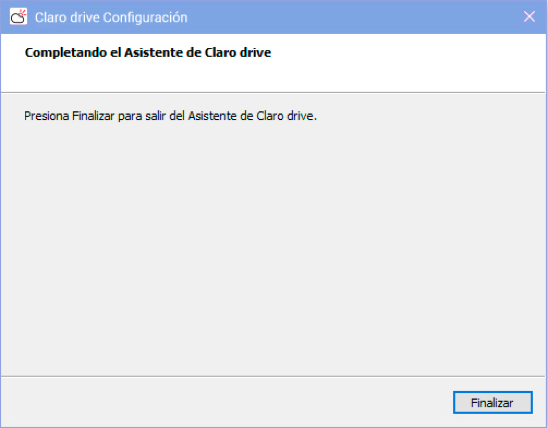 Claro drive Configuración
Completando el Asistente de Claro drive
Presiona Finalizar para salir del Asistente de Claro drive.
Finalizar